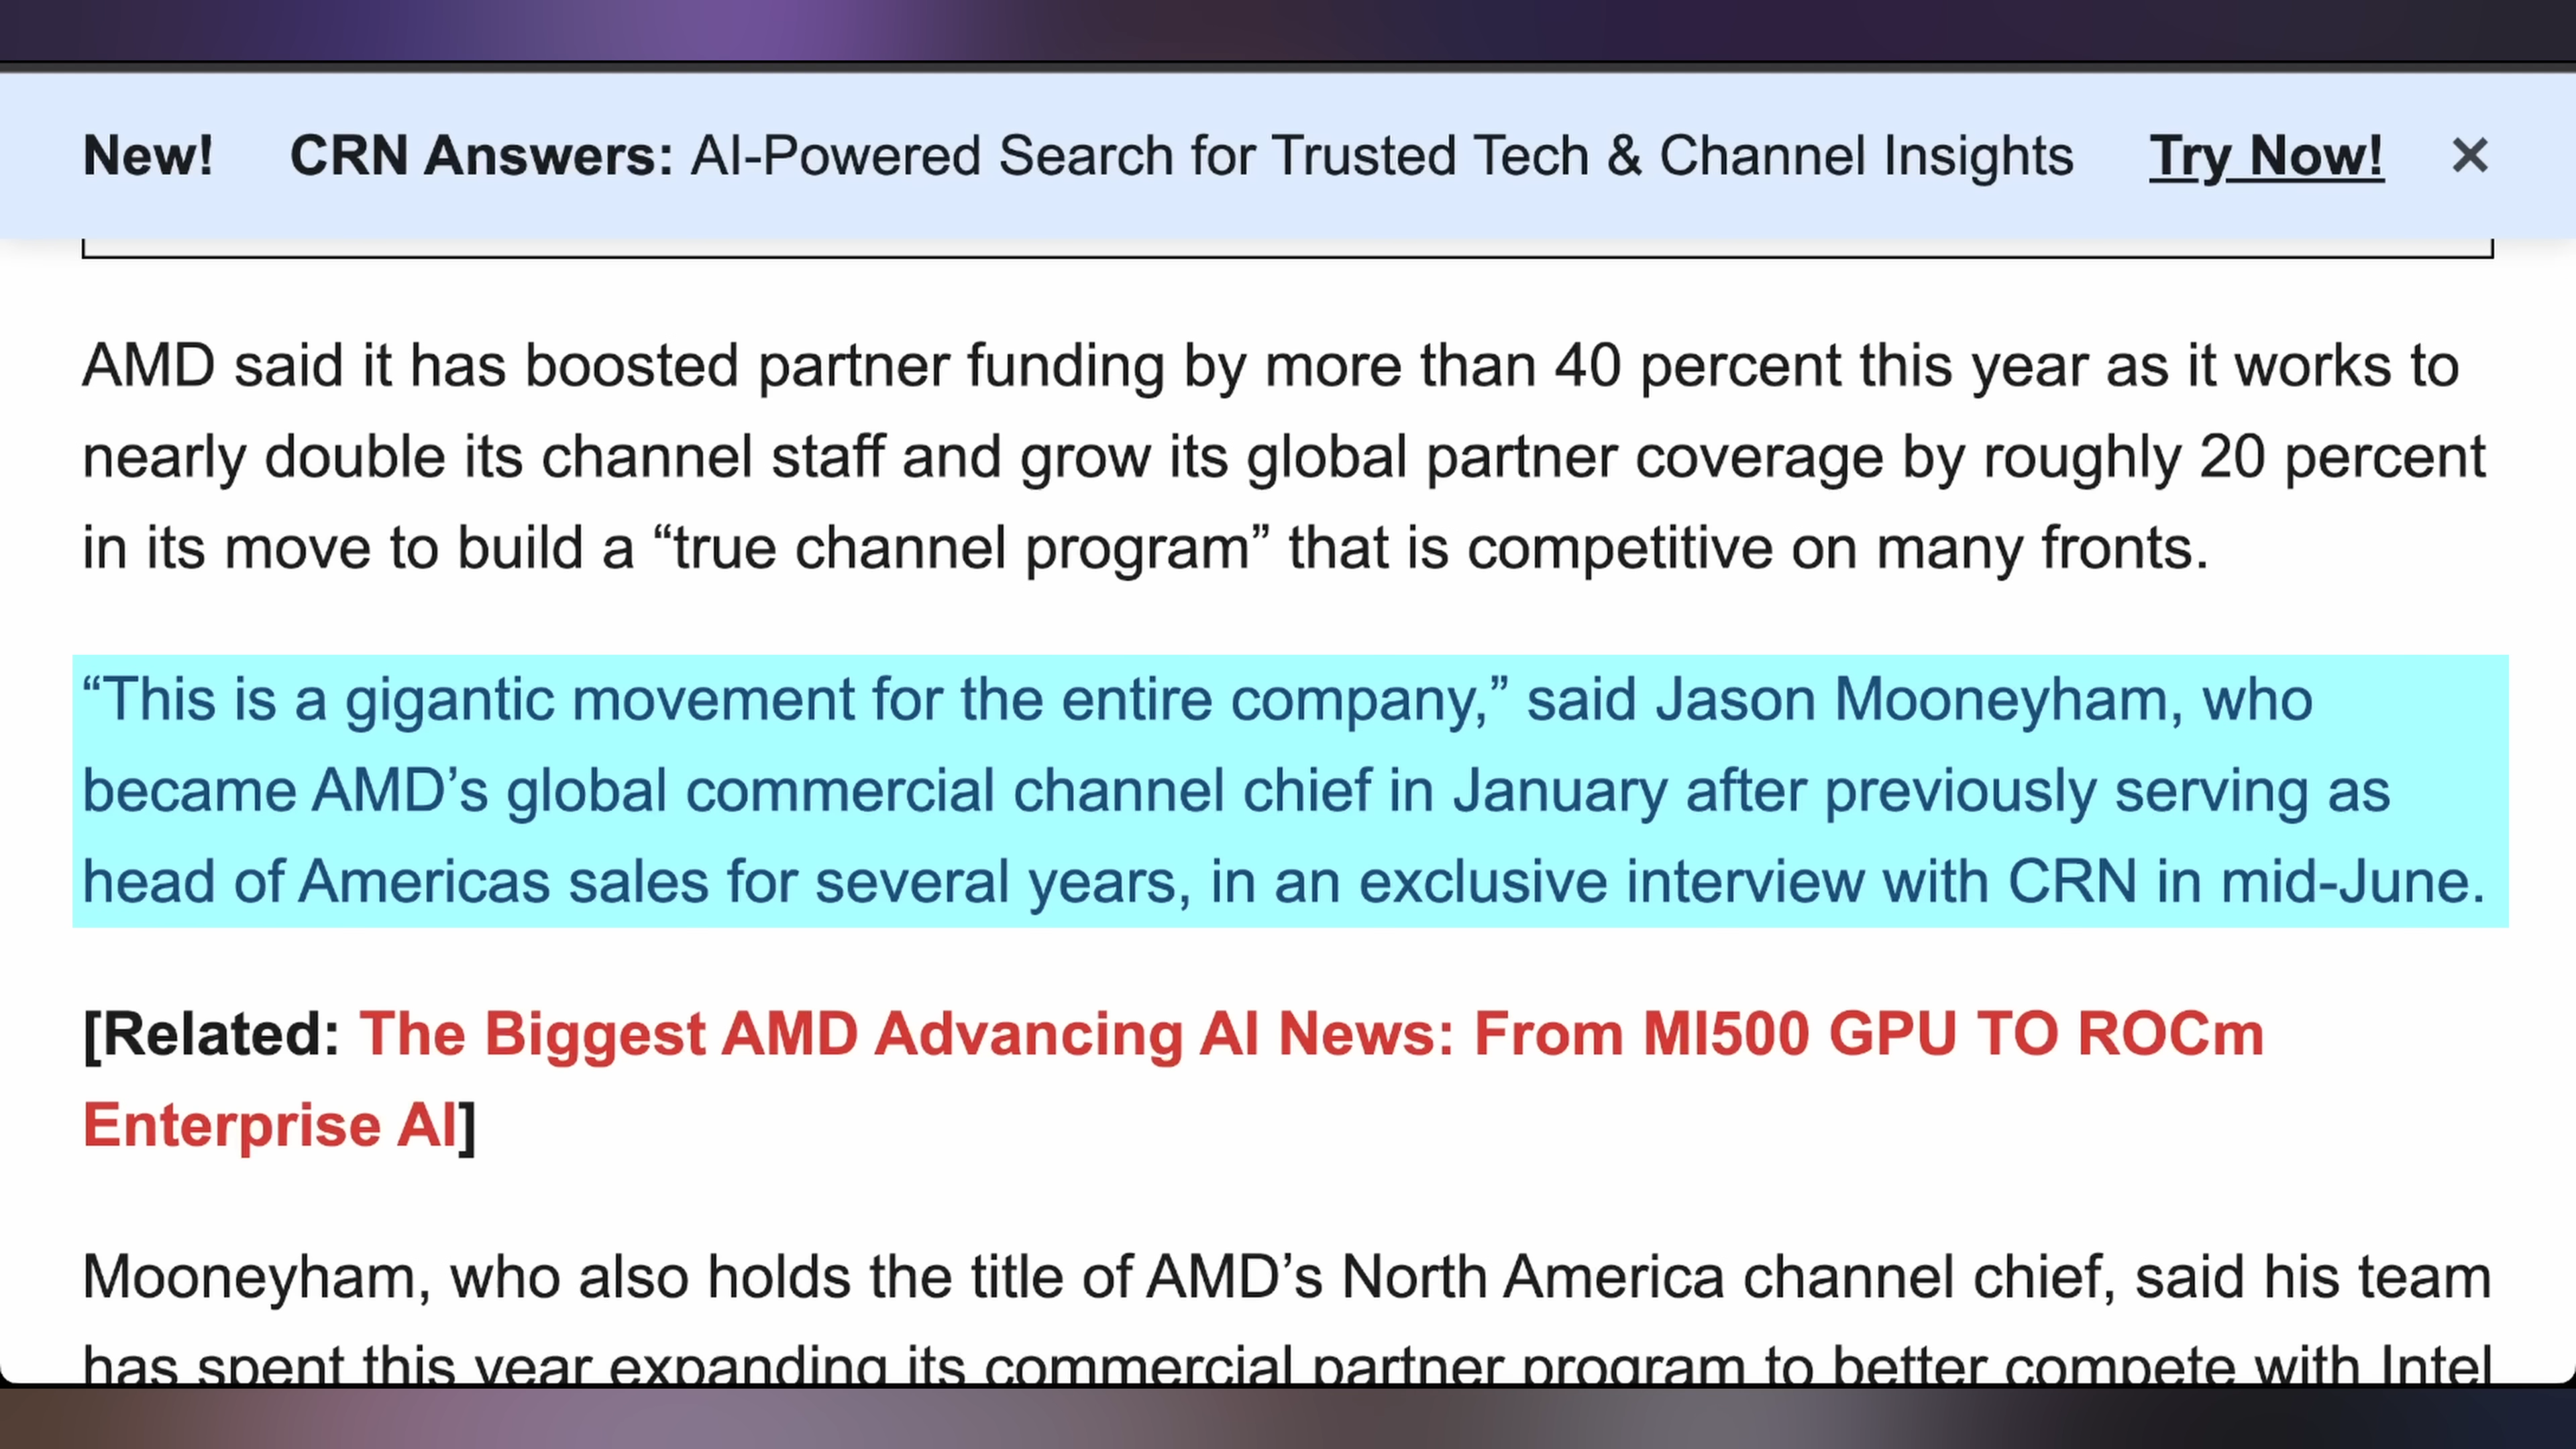 New! CRN Answers: AI-Powered Search for Trusted Tech & Channel Insights Try Now! ×
AMD said it has boosted partner funding by more than 40 percent this year as it works to
nearly double its channel staff and grow its global partner coverage by roughly 20 percent
in its move to build a “true channel program” that is competitive on many fronts.
“This is a gigantic movement for the entire company,” said Jason Mooneyham, who
became AMD’s global commercial channel chief in January after previously serving as
head of Americas sales for several years, in an exclusive interview with CRN in mid-June.
[Related: The Biggest AMD Advancing AI News: From MI500 GPU TO ROCm
Enterprise AI]
Mooneyham, who also holds the title of AMD’s North America channel chief, said his team
has spent this year expanding its commercial partner program to better compete with Intel